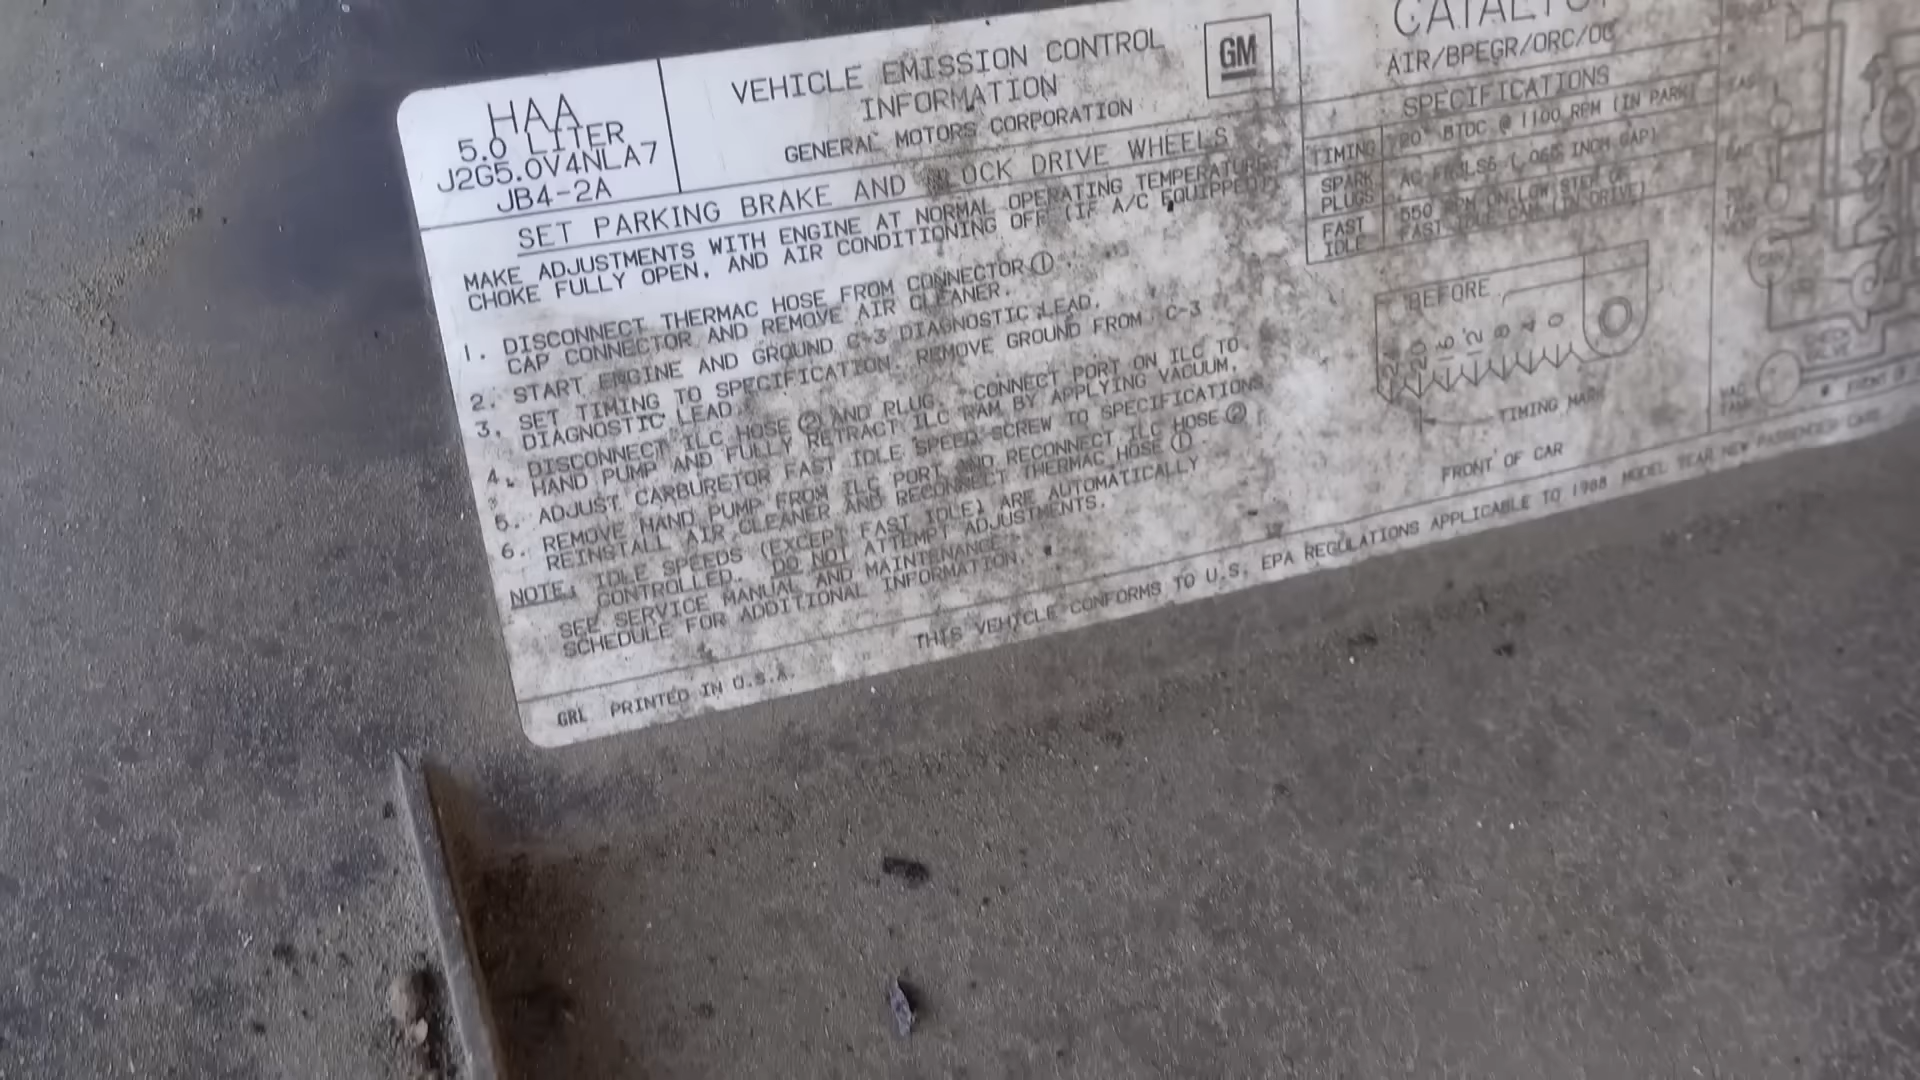 HAA
5.0 LITER
J2G5.0V4NLA7
JB4-2A
VEHICLE EMISSION CONTROL
INFORMATION
GENERAL MOTORS CORPORATION
GM
SET PARKING BRAKE AND BLOCK DRIVE WHEELS
MAKE ADJUSTMENTS WITH ENGINE AT NORMAL OPERATING TEMPERATURE,
CHOKE FULLY OPEN, AND AIR CONDITIONING OFF (IF A/C EQUIPPED).
1. DISCONNECT THERMAC HOSE FROM CONNECTOR ①
CAP CONNECTOR AND REMOVE AIR CLEANER.
2. START ENGINE AND GROUND C-3 DIAGNOSTIC LEAD.
3. SET TIMING TO SPECIFICATION. REMOVE GROUND FROM C-3
DIAGNOSTIC LEAD.
4. DISCONNECT ILC HOSE ② AND PLUG. CONNECT PORT ON ILC TO
HAND PUMP AND FULLY RETRACT ILC RAM BY APPLYING VACUUM.
5. ADJUST CARBURETOR FAST IDLE SPEED SCREW TO SPECIFICATIONS
6. REMOVE HAND PUMP FROM ILC PORT AND RECONNECT ILC HOSE ②
REINSTALL AIR CLEANER AND RECONNECT THERMAC HOSE ①
NOTE: IDLE SPEEDS (EXCEPT FAST IDLE) ARE AUTOMATICALLY
CONTROLLED. DO NOT ATTEMPT ADJUSTMENTS.
SEE SERVICE MANUAL AND MAINTENANCE
SCHEDULE FOR ADDITIONAL INFORMATION.
GRL PRINTED IN U.S.A.
THIS VEHICLE CONFORMS TO U.S. EPA REGULATIONS APPLICABLE TO 1988 MODEL YEAR NEW PASSENGER CARS
AIR/BPEGR/ORC/OC
SPECIFICATIONS
TIMING 20° BTDC @ 1100 RPM (IN PARK)
SPARK PLUGS AC INCH GAP)
FAST IDLE 550 RPM ON LOW STEP OF
FAST IDLE CAM (IN DRIVE)
BEFORE
8 4 0
TIMING MARK
FRONT OF CAR